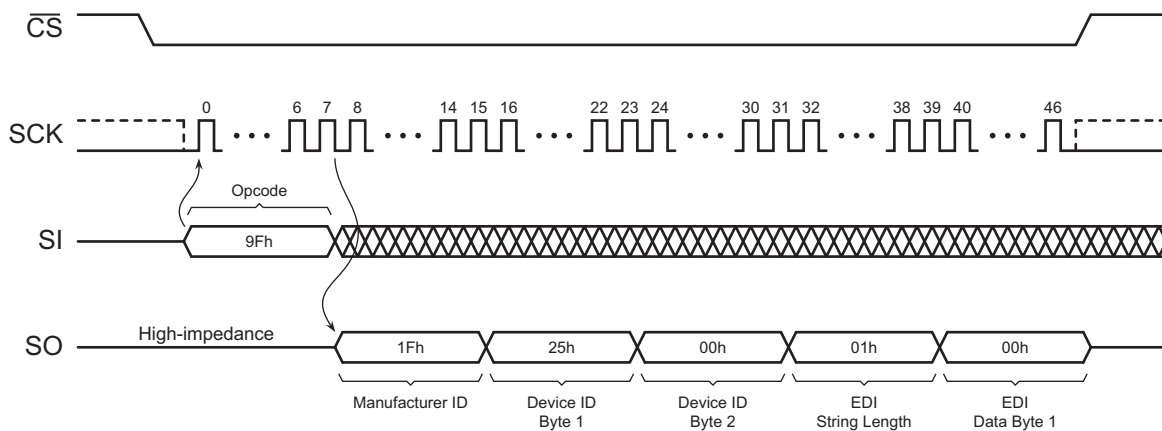 CS
0 6 7 8 14 15 16 22 23 24 30 31 32 38 39 40 46
SCK
Opcode
SI
9Fh
High-impedance
SO
1Fh 25h 00h 01h 00h
Manufacturer ID Device ID Device ID EDI EDI
Byte 1 Byte 2 String Length Data Byte 1